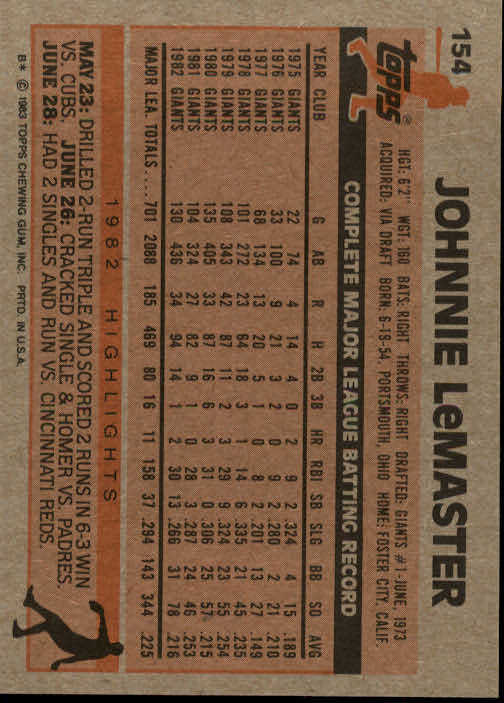 154
JOHNNIE LeMASTER
topps®
HGT: 6'2" WGT: 160 BATS: RIGHT THROWS: RIGHT DRAFTED: GIANTS #1-JUNE, 1973
ACQUIRED: VIA DRAFT BORN: 6-19-54, PORTSMOUTH, OHIO HOME: FOSTER CITY, CALIF.
COMPLETE MAJOR LEAGUE BATTING RECORD
YEAR CLUB G AB R H 2B 3B HR RBI SB SLG BB SO AVG
1975 GIANTS 22 74 4 14 4 0 2 9 2 .324 4 15 .189
1976 GIANTS 33 100 9 21 3 2 0 9 2 .280 2 21 .210
1977 GIANTS 68 134 13 20 5 1 0 8 2 .201 13 27 .149
1978 GIANTS 101 272 23 64 18 3 1 14 6 .335 21 45 .235
1979 GIANTS 108 343 42 87 11 2 3 29 9 .324 23 55 .254
1980 GIANTS 135 405 33 87 16 6 3 31 0 .306 25 57 .215
1981 GIANTS 104 324 27 82 9 1 0 28 3 .287 24 46 .253
1982 GIANTS 130 436 34 94 14 1 2 30 13 .266 31 78 .216
MAJOR LEA. TOTALS.... 701 2088 185 469 80 16 11 158 37 .294 143 344 .225
1982 HIGHLIGHTS
MAY 23: DRILLED 2-RUN TRIPLE AND SCORED 2 RUNS IN 6-3 WIN
VS. CUBS. JUNE 26: CRACKED SINGLE & HOMER VS. PADRES.
JUNE 28: HAD 2 SINGLES AND RUN VS. CINCINNATI REDS.
B* © 1983 TOPPS CHEWING GUM, INC. PRTD. IN U.S.A.